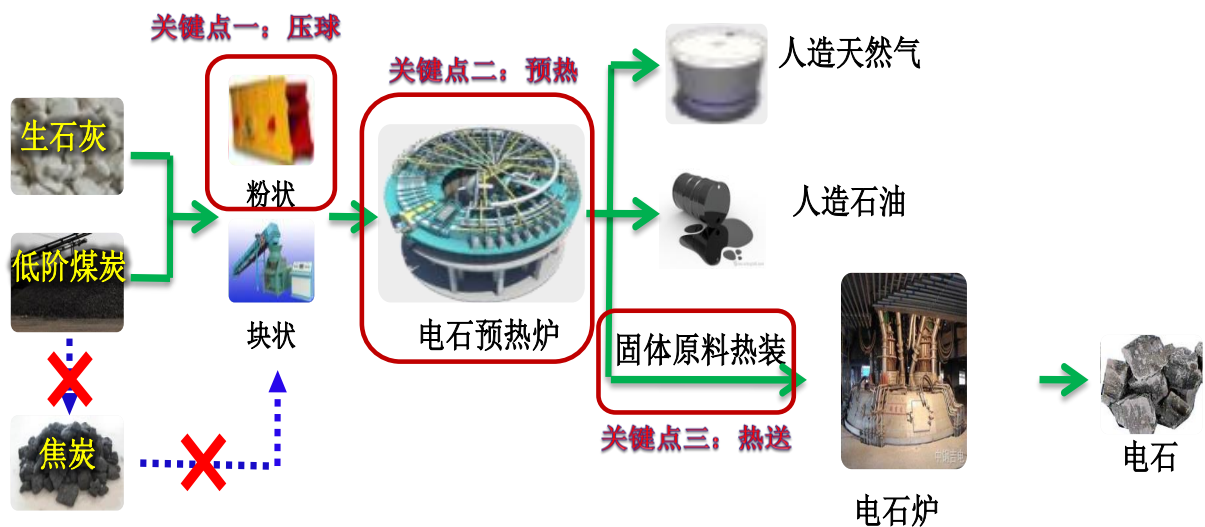 关键点一：压球
生石灰
低阶煤炭
焦炭
粉状
块状
关键点二：预热
电石预热炉
人造天然气
人造石油
固体原料热装
关键点三：热送
电石炉
电石